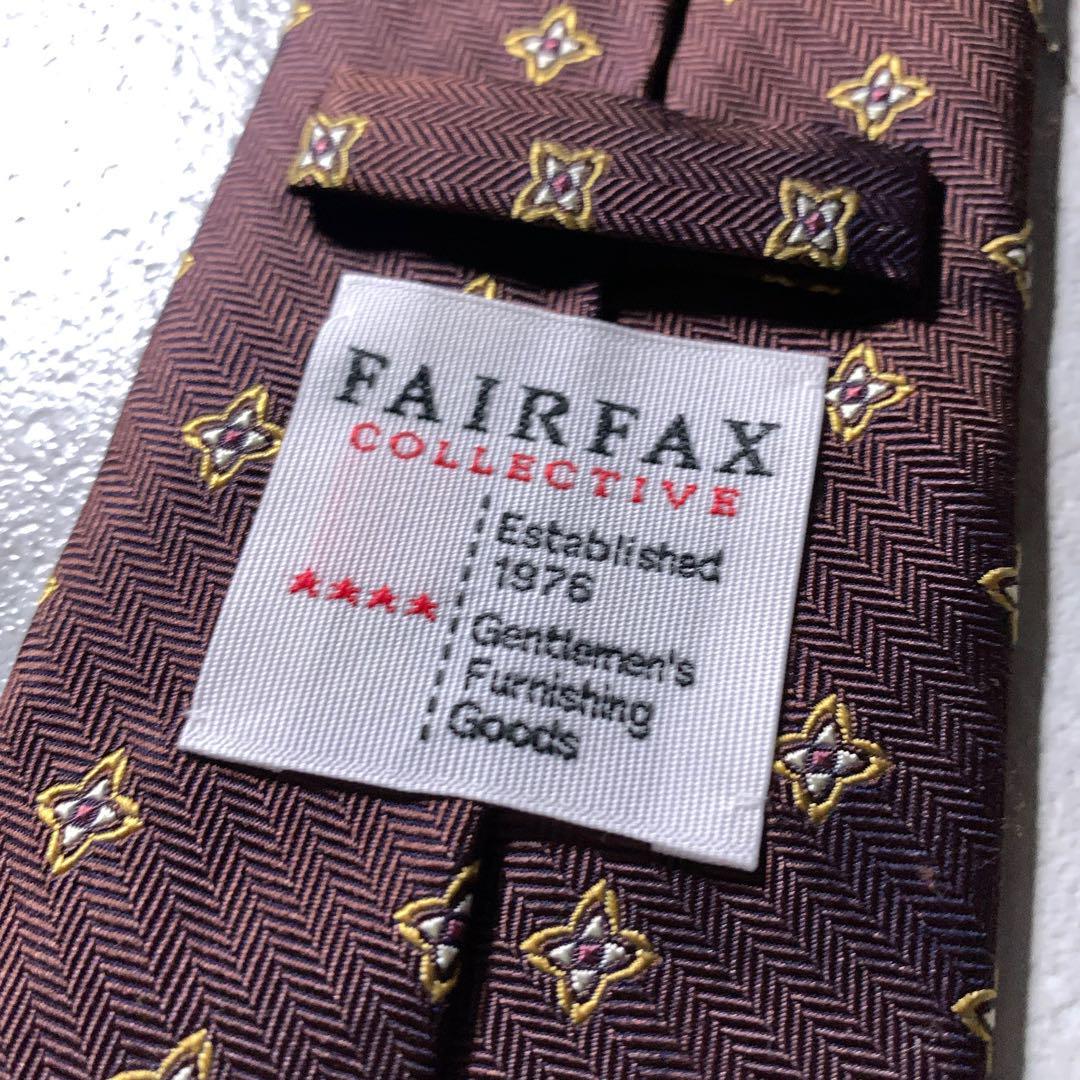 FAIRFAX
COLLECTIVE
Established
1976
★★★★
Gentlemen's
Furnishing
Goods